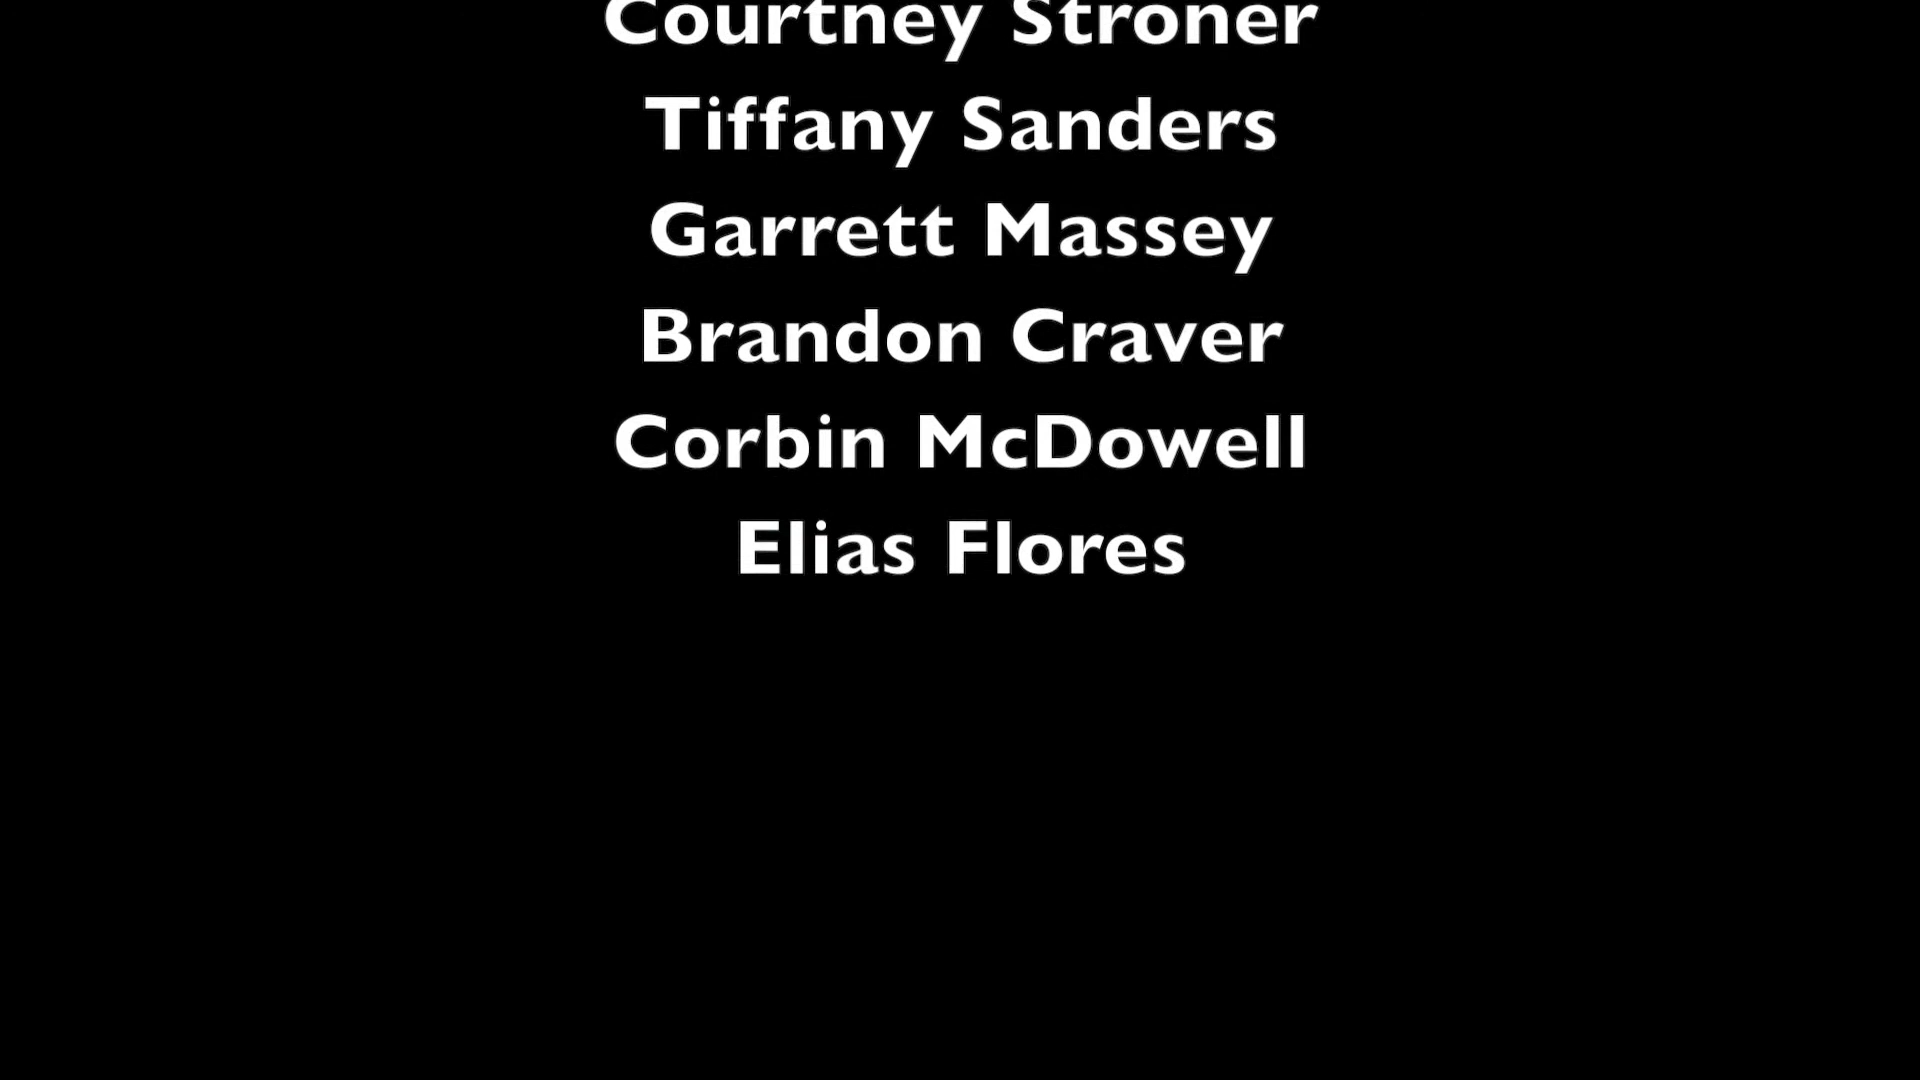 Courtney Stroner
Tiffany Sanders
Garrett Massey
Brandon Craver
Corbin McDowell
Elias Flores